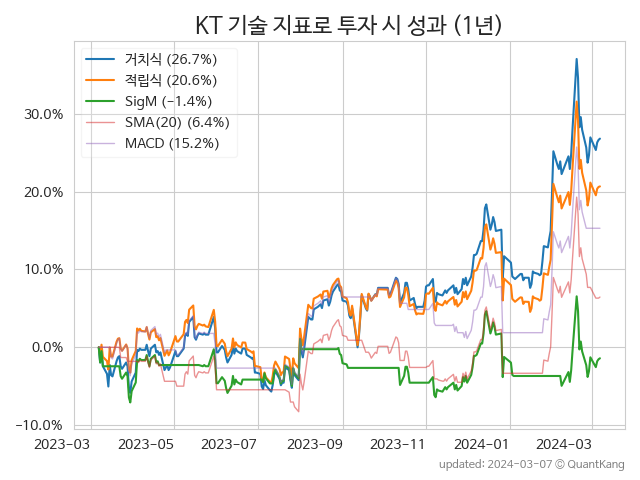 KT 기술 지표로 투자 시 성과 (1년)
거치식 (26.7%)
적립식 (20.6%)
SigM (−1.4%)
SMA(20) (6.4%)
MACD (15.2%)
30.0%
20.0%
10.0%
0.0%
−10.0%
2023-03 2023-05 2023-07 2023-09 2023-11 2024-01 2024-03
updated: 2024-03-07 © QuantKang